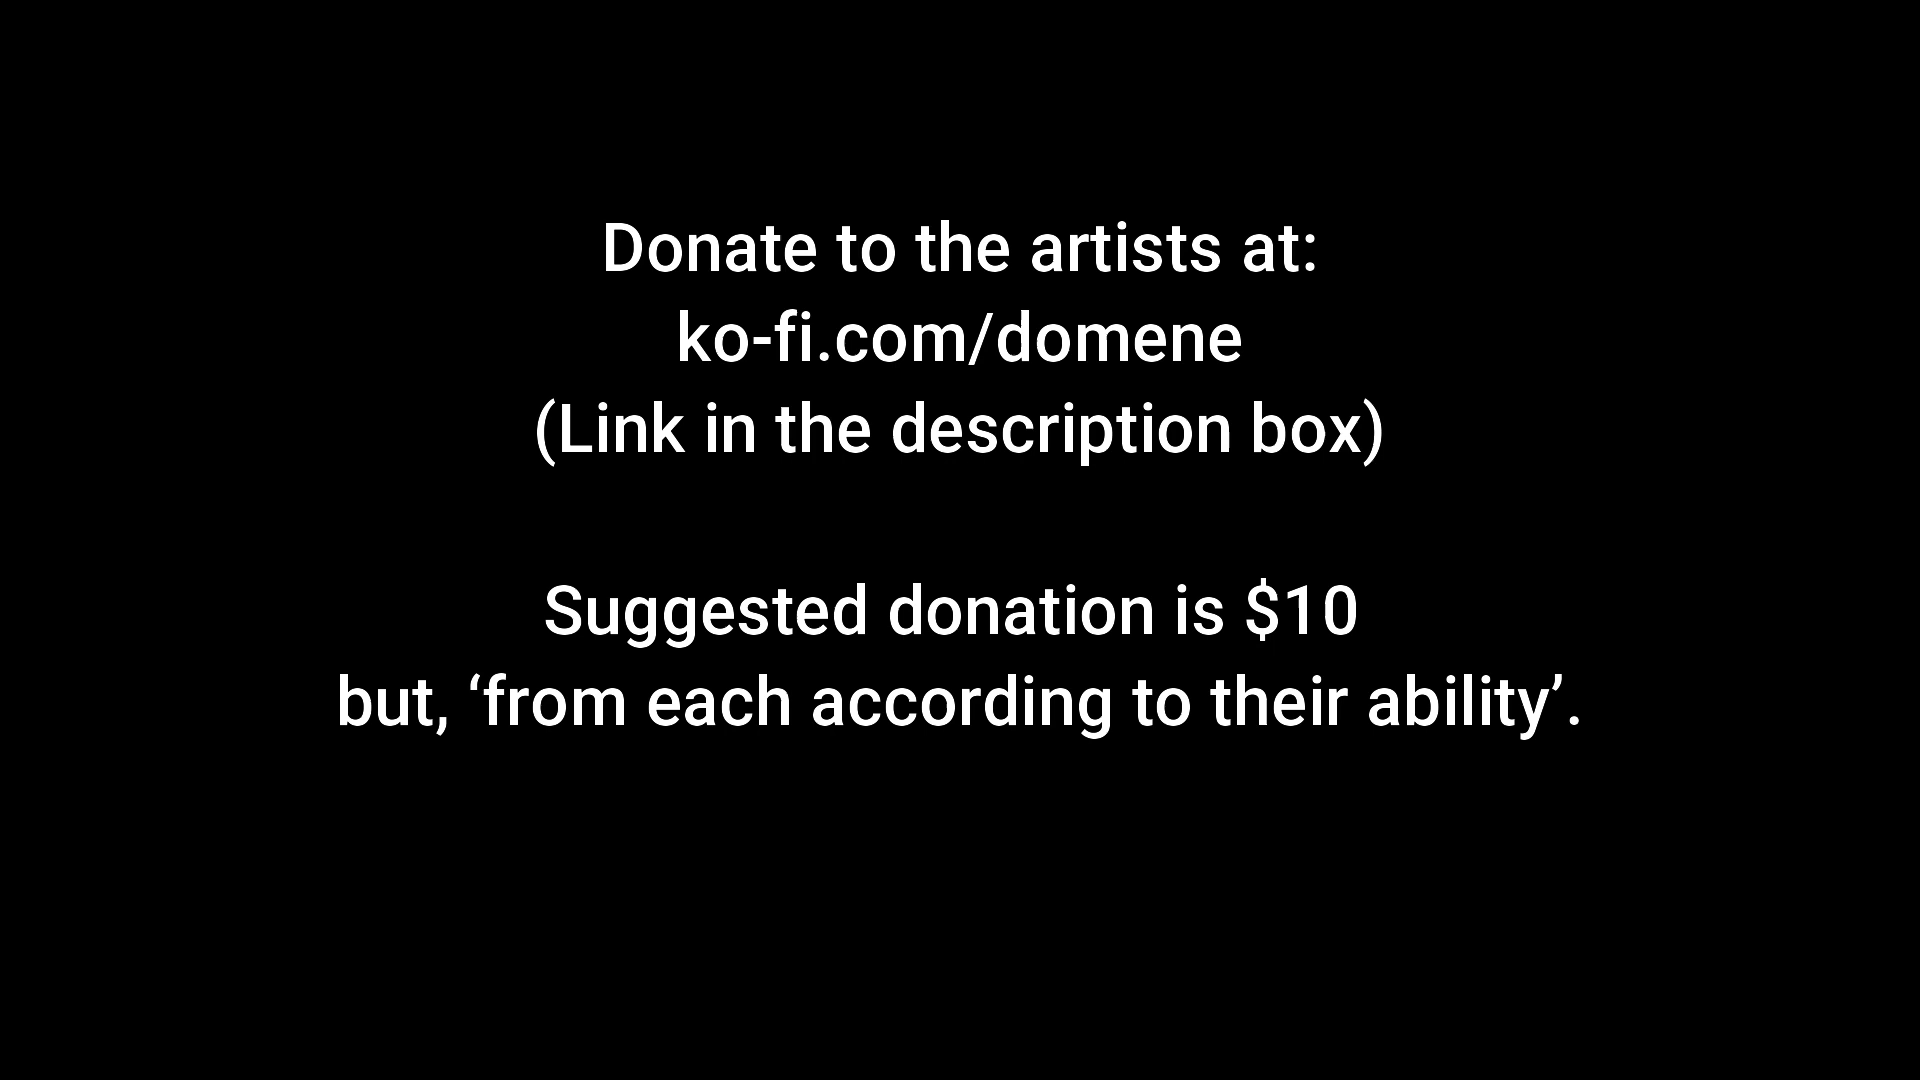 Donate to the artists at:
ko-fi.com/domene
(Link in the description box)
Suggested donation is $10
but, ‘from each according to their ability’.